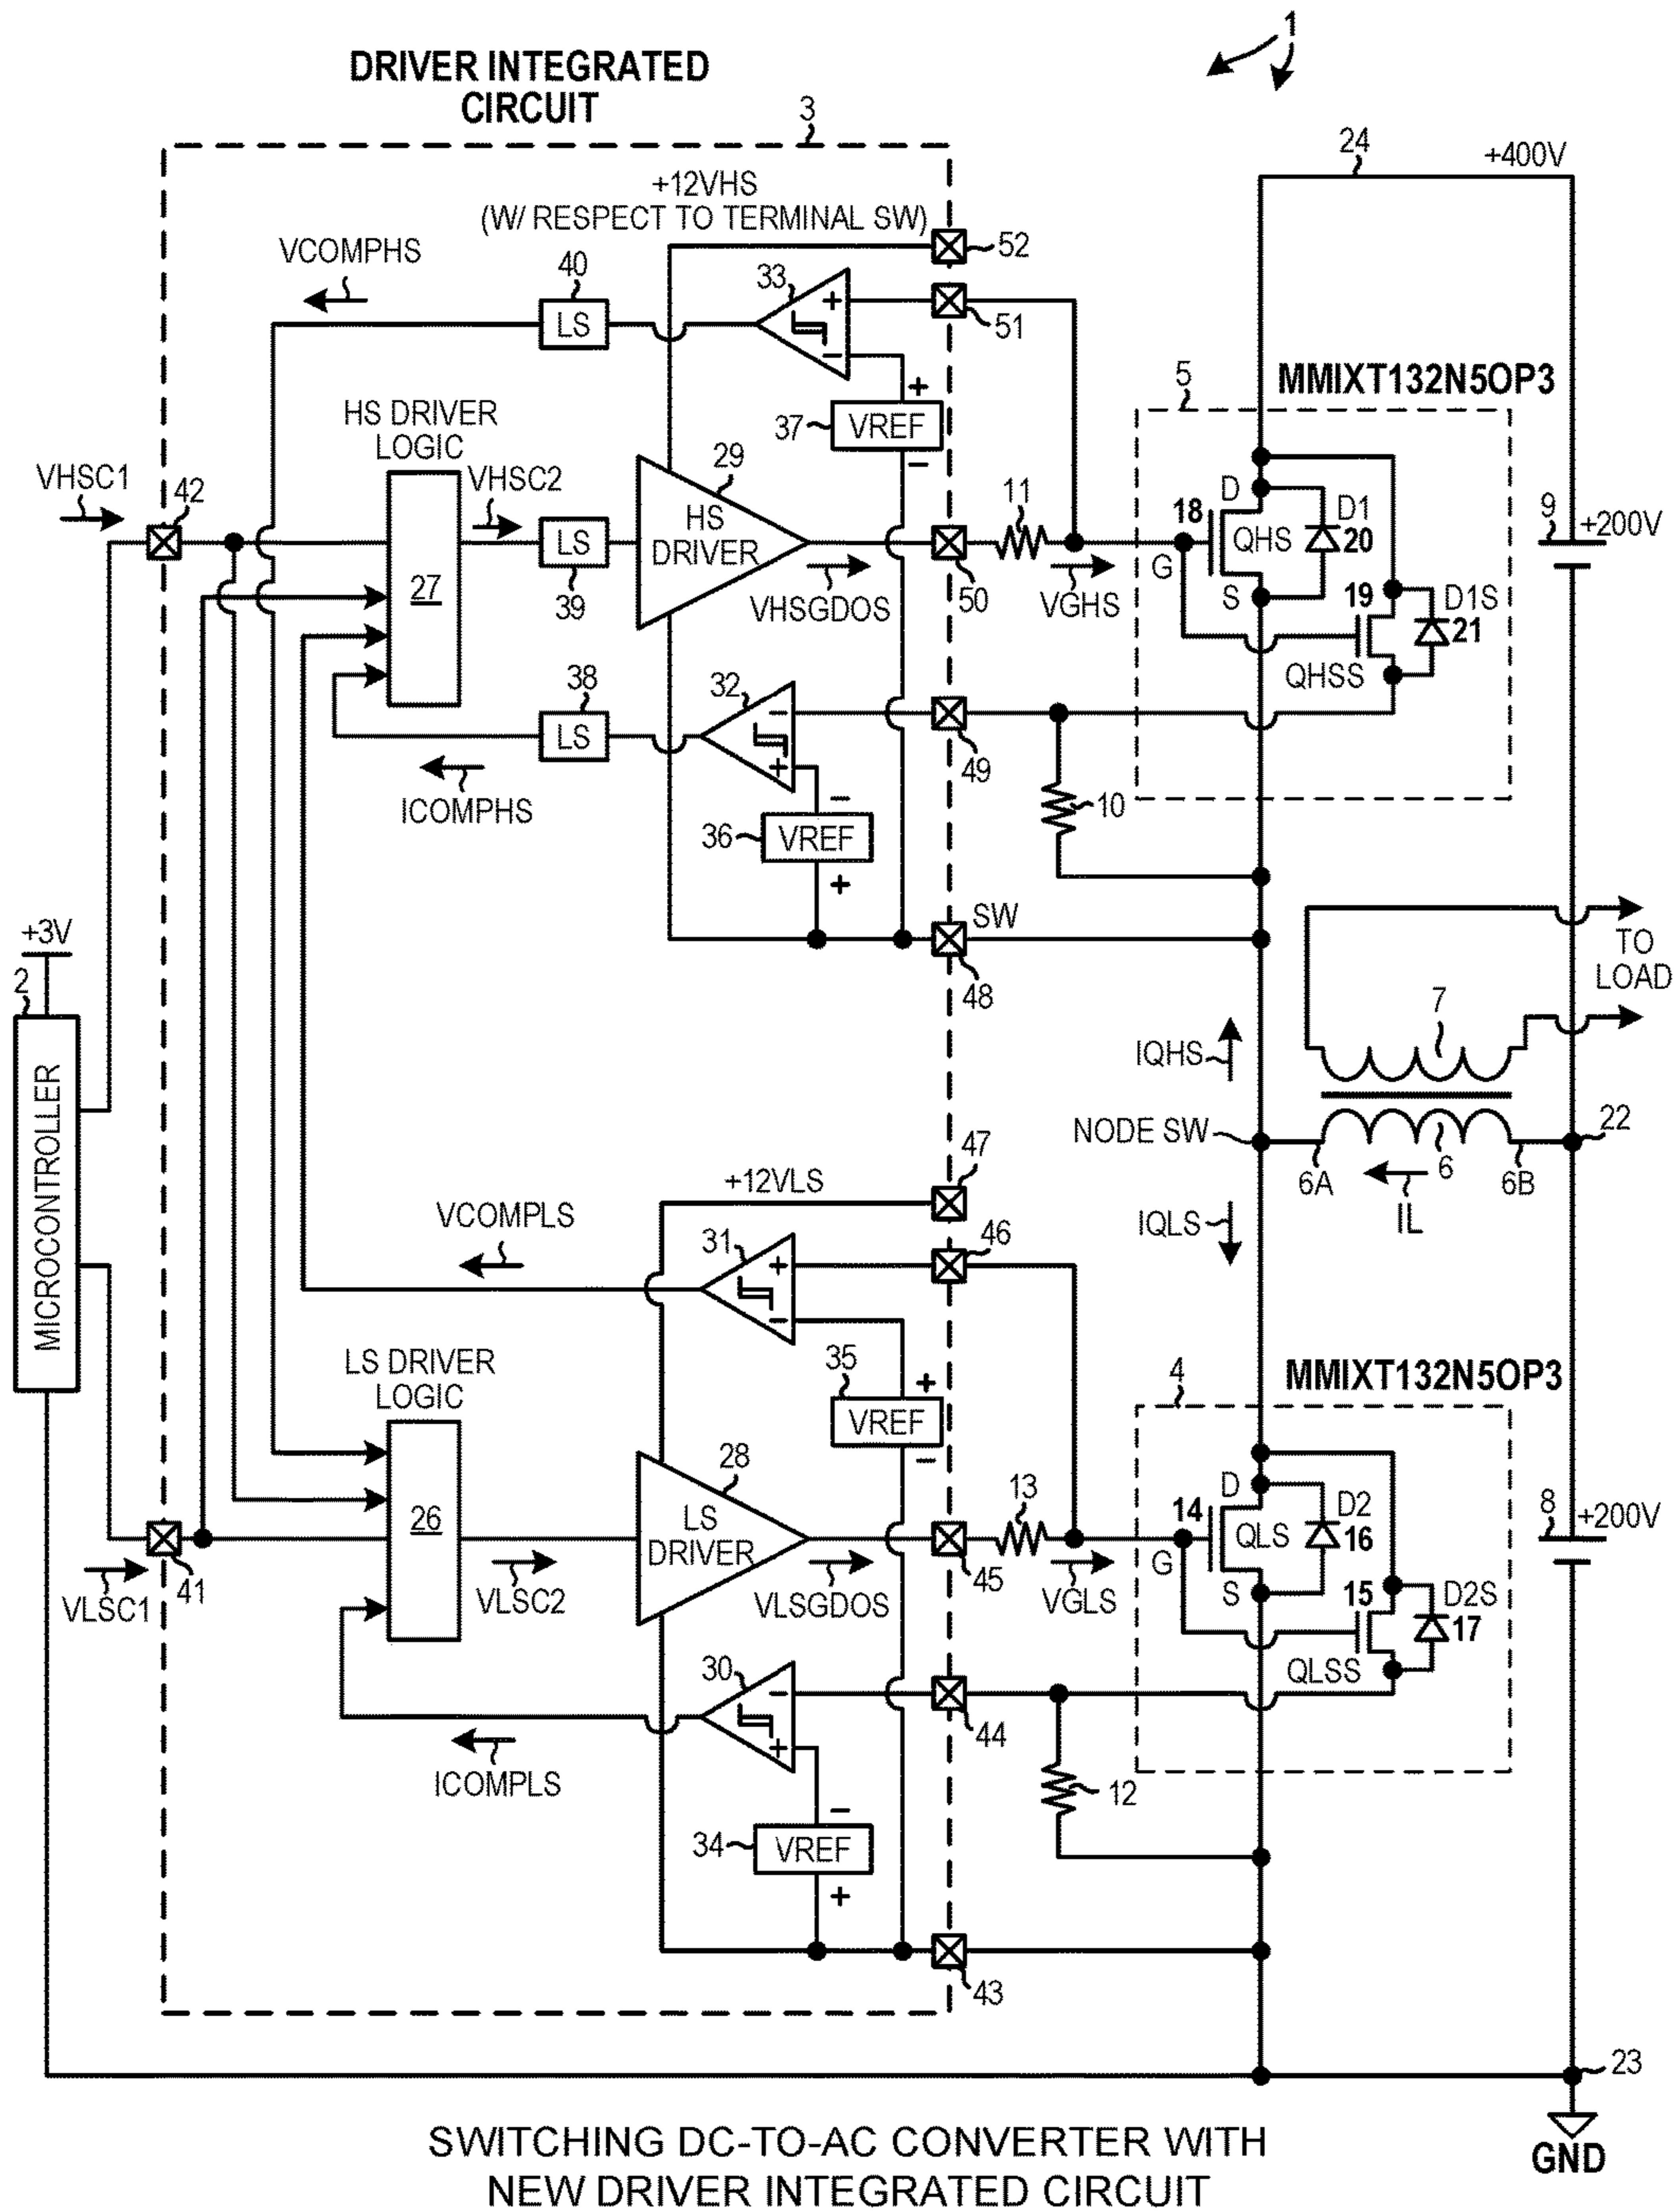 1
DRIVER INTEGRATED
CIRCUIT
3
24
+400V
+12VHS
(W/ RESPECT TO TERMINAL SW)
52
VCOMPHS
40
LS
33
+
−
51
5
MMIXT132N5OP3
+
VREF
37
−
HS DRIVER
LOGIC
VHSC1
42
VHSC2
29
HS
DRIVER
LS
39
27
11
50
VHSGDOS
VGHS
18
D
QHS
D1
20
G
S
19
D1S
21
QHSS
9
+200V
38
LS
32
−
+
49
ICOMPHS
10
−
36
VREF
+
SW
48
+3V
2
MICROCONTROLLER
TO
LOAD
7
IQHS
NODE SW
22
6A
6
6B
IL
IQLS
47
+12VLS
VCOMPLS
31
+
−
46
35
+
VREF
−
4
MMIXT132N5OP3
LS DRIVER
LOGIC
26
28
LS
DRIVER
13
45
14
D
QLS
D2
16
G
S
15
D2S
17
QLSS
8
+200V
VLSC1
41
VLSC2
VLSGDOS
VGLS
30
−
+
44
ICOMPLS
12
−
34
VREF
+
43
23
GND
SWITCHING DC-TO-AC CONVERTER WITH
NEW DRIVER INTEGRATED CIRCUIT